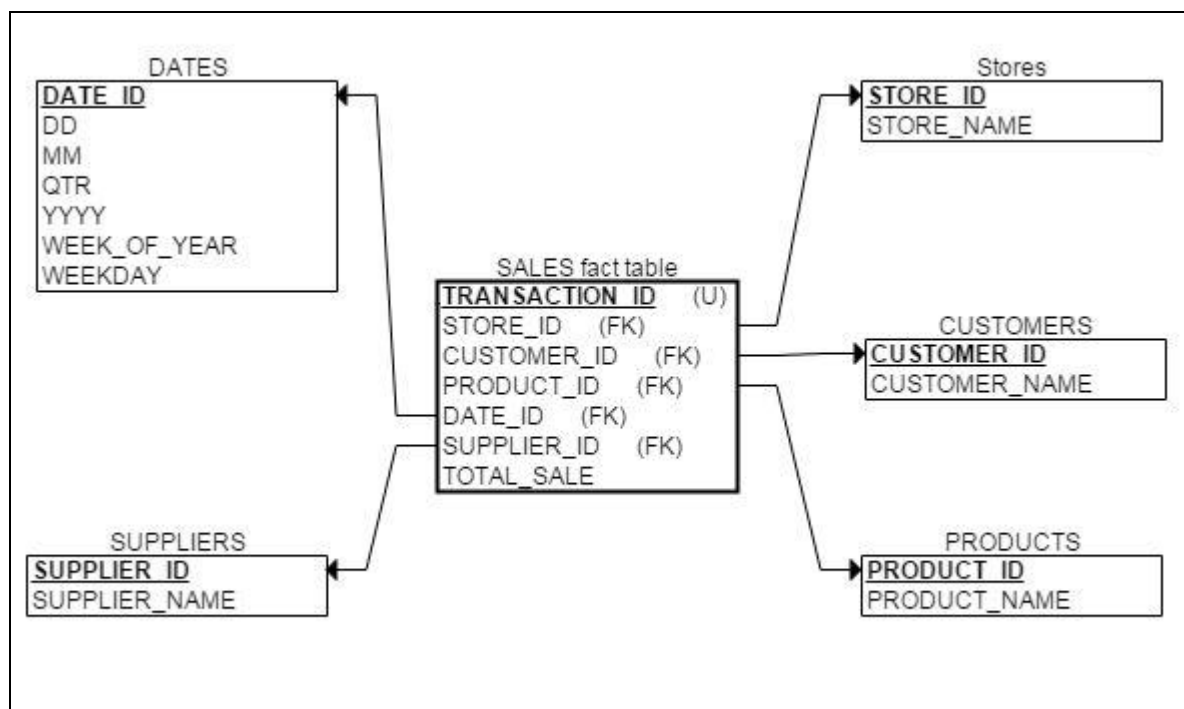 DATES
DATE_ID
DD
MM
QTR
YYYY
WEEK_OF_YEAR
WEEKDAY
Stores
STORE_ID
STORE_NAME
SALES fact table
TRANSACTION_ID (U)
STORE_ID (FK)
CUSTOMER_ID (FK)
PRODUCT_ID (FK)
DATE_ID (FK)
SUPPLIER_ID (FK)
TOTAL_SALE
CUSTOMERS
CUSTOMER_ID
CUSTOMER_NAME
SUPPLIERS
SUPPLIER_ID
SUPPLIER_NAME
PRODUCTS
PRODUCT_ID
PRODUCT_NAME